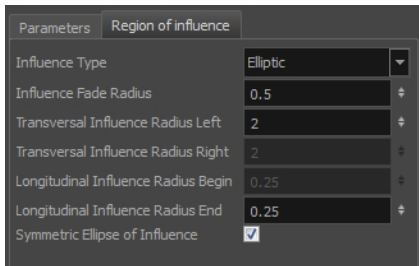 Parameters Region of influence
Influence Type Elliptic
Influence Fade Radius 0.5
Transversal Influence Radius Left 2
Transversal Influence Radius Right 2
Longitudinal Influence Radius Begin 0.25
Longitudinal Influence Radius End 0.25
Symmetric Ellipse of Influence